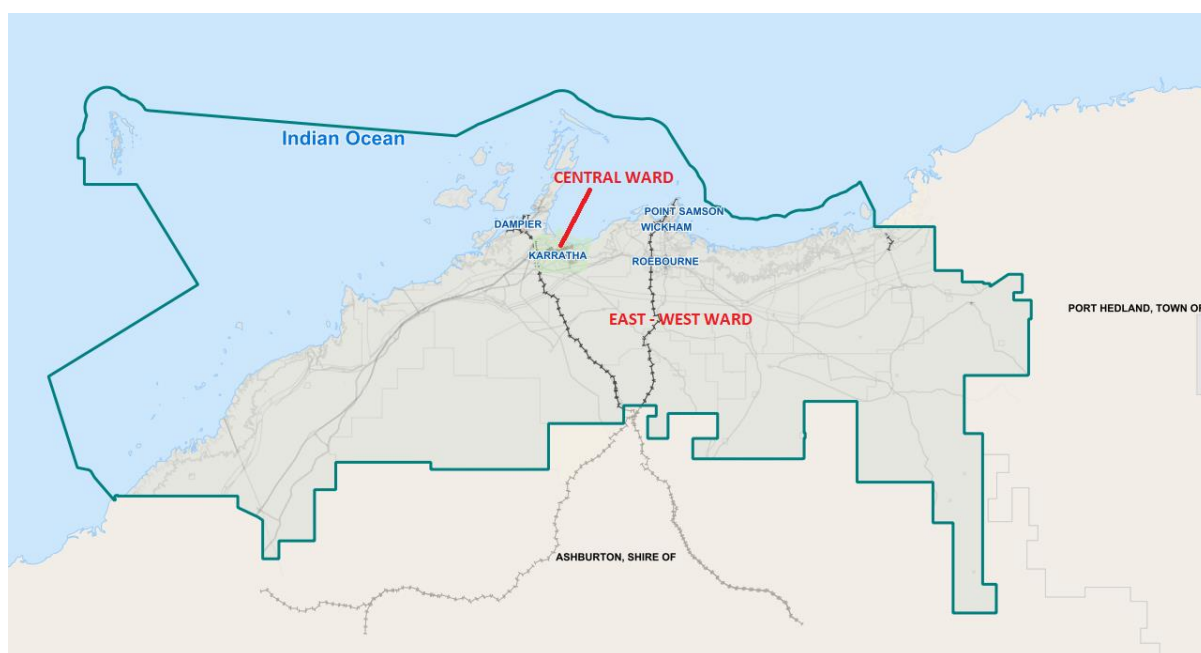 Indian Ocean
CENTRAL WARD
POINT SAMSON
DAMPIER
WICKHAM
KARRATHA
ROEBOURNE
PORT HEDLAND, TOWN OF
EAST - WEST WARD
ASHBURTON, SHIRE OF